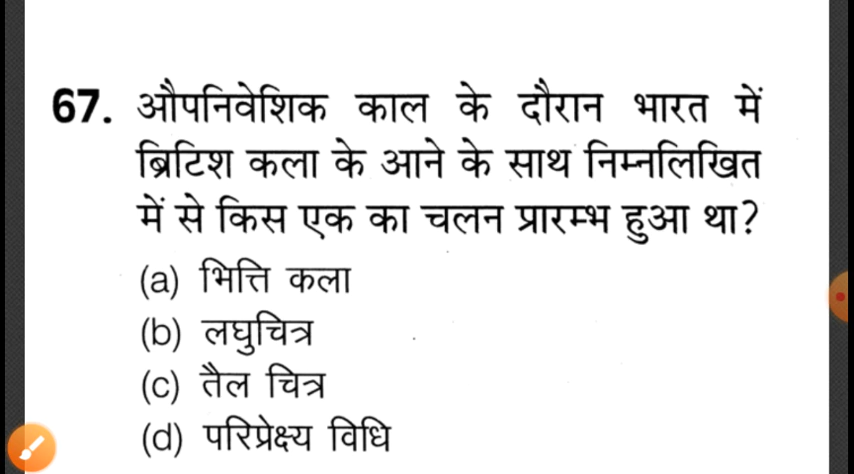 67. औपनिवेशिक काल के दौरान भारत में
ब्रिटिश कला के आने के साथ निम्नलिखित
में से किस एक का चलन प्रारम्भ हुआ था?
(a) भित्ति कला
(b) लघुचित्र
(c) तैल चित्र
(d) परिप्रेक्ष्य विधि